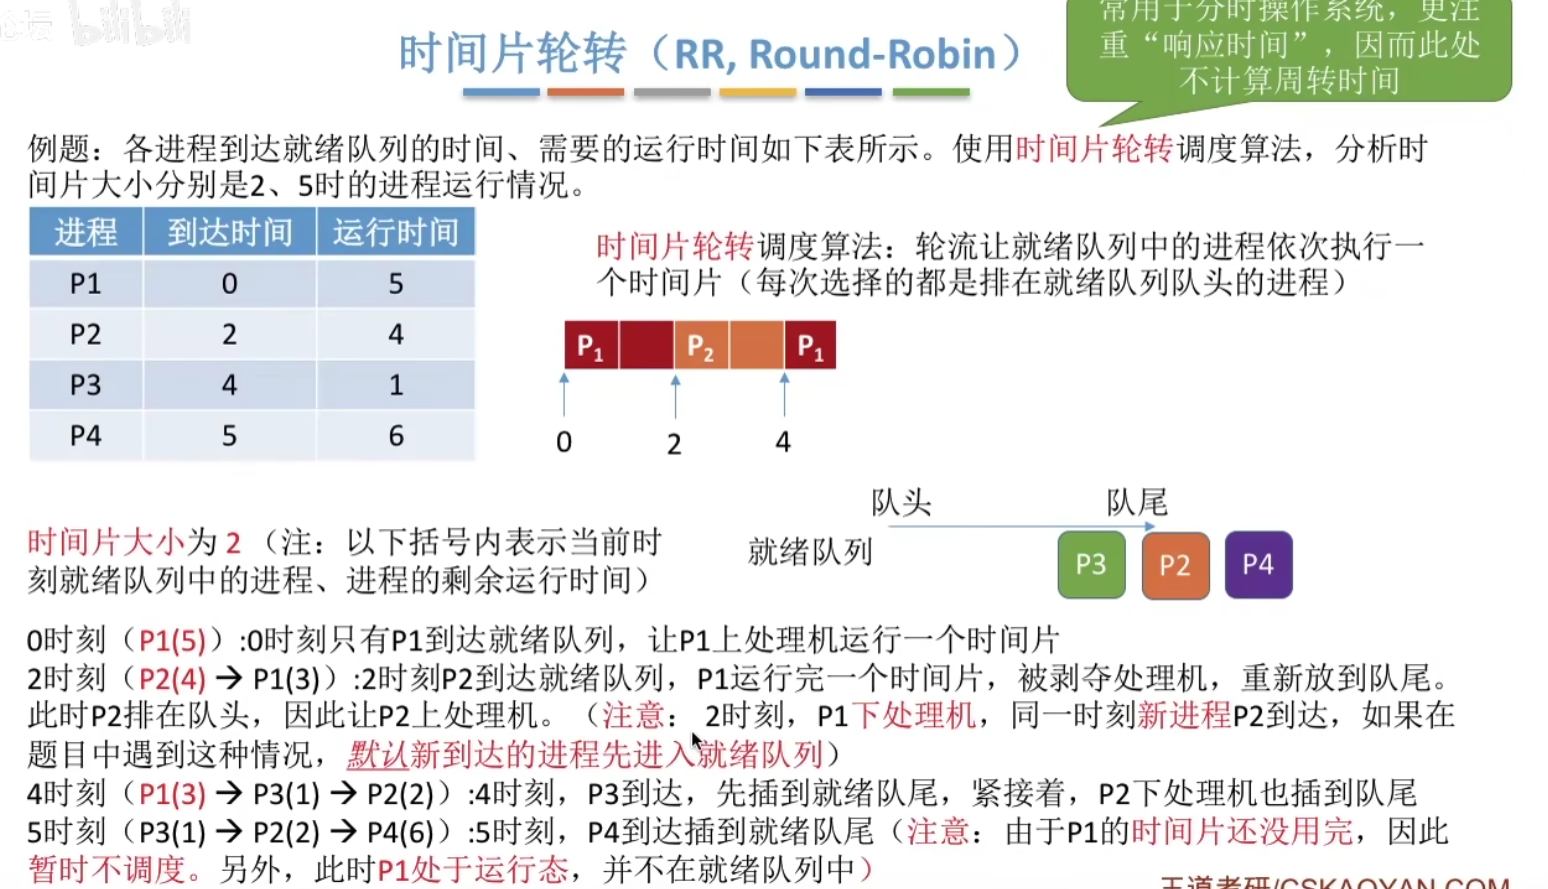 bilibili
时间片轮转（RR, Round-Robin）
常用于分时操作系统，更注
重“响应时间”，因而此处
不计算周转时间
例题：各进程到达就绪队列的时间、需要的运行时间如下表所示。使用时间片轮转调度算法，分析时
间片大小分别是2、5时的进程运行情况。
进程 到达时间 运行时间
P1 0 5
P2 2 4
P3 4 1
P4 5 6
时间片轮转调度算法：轮流让就绪队列中的进程依次执行一
个时间片（每次选择的都是排在就绪队列队头的进程）
P1 P2 P1
0 2 4
队头 队尾
就绪队列 P3 P2 P4
时间片大小为 2 （注：以下括号内表示当前时
刻就绪队列中的进程、进程的剩余运行时间）
0时刻（P1(5)）:0时刻只有P1到达就绪队列，让P1上处理机运行一个时间片
2时刻（P2(4) → P1(3)）:2时刻P2到达就绪队列，P1运行完一个时间片，被剥夺处理机，重新放到队尾。
此时P2排在队头，因此让P2上处理机。（注意： 2时刻，P1下处理机，同一时刻新进程P2到达，如果在
题目中遇到这种情况，默认新到达的进程先进入就绪队列）
4时刻（P1(3) → P3(1) → P2(2)）:4时刻，P3到达，先插到就绪队尾，紧接着，P2下处理机也插到队尾
5时刻（P3(1) → P2(2) → P4(6)）:5时刻，P4到达插到就绪队尾（注意：由于P1的时间片还没用完，因此
暂时不调度。另外，此时P1处于运行态，并不在就绪队列中）
王道考研/CSKAOYAN.COM